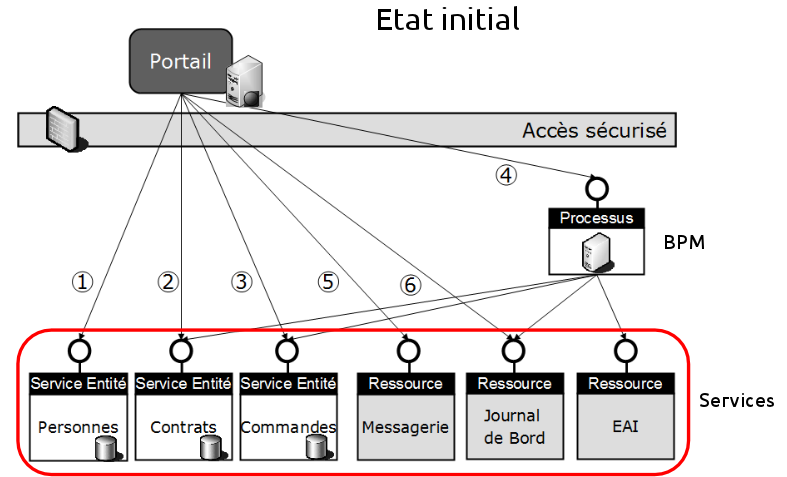 Etat initial
Portail
Accès sécurisé
④
Processus
BPM
①
②
③
⑤
⑥
Service Entité
Service Entité
Service Entité
Ressource
Ressource
Ressource
Personnes
Contrats
Commandes
Messagerie
Journal
de Bord
EAI
Services